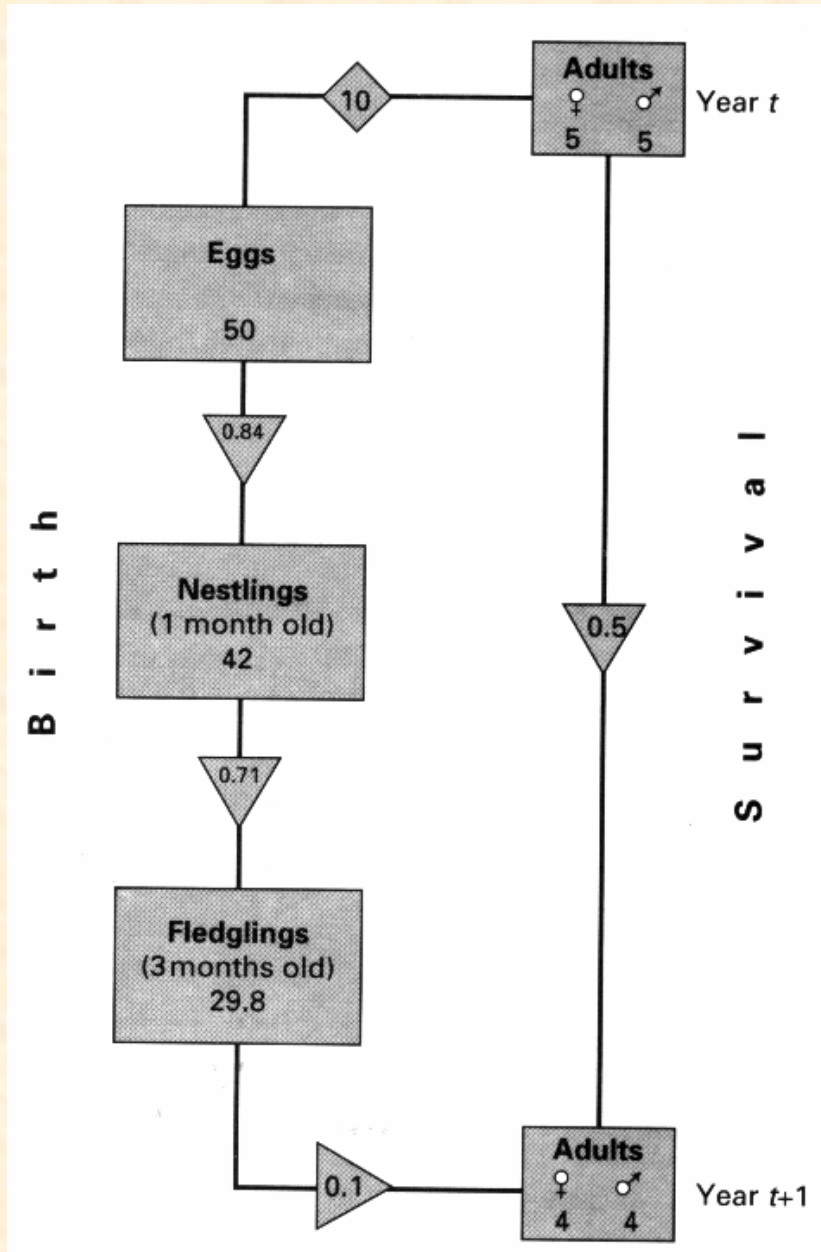 Adults
♀ ♂
5 5
Year t
10
Eggs
50
0.84
Nestlings
(1 month old)
42
0.71
Fledglings
(3 months old)
29.8
0.1
Birth
0.5
Survival
Adults
♀ ♂
4 4
Year t+1